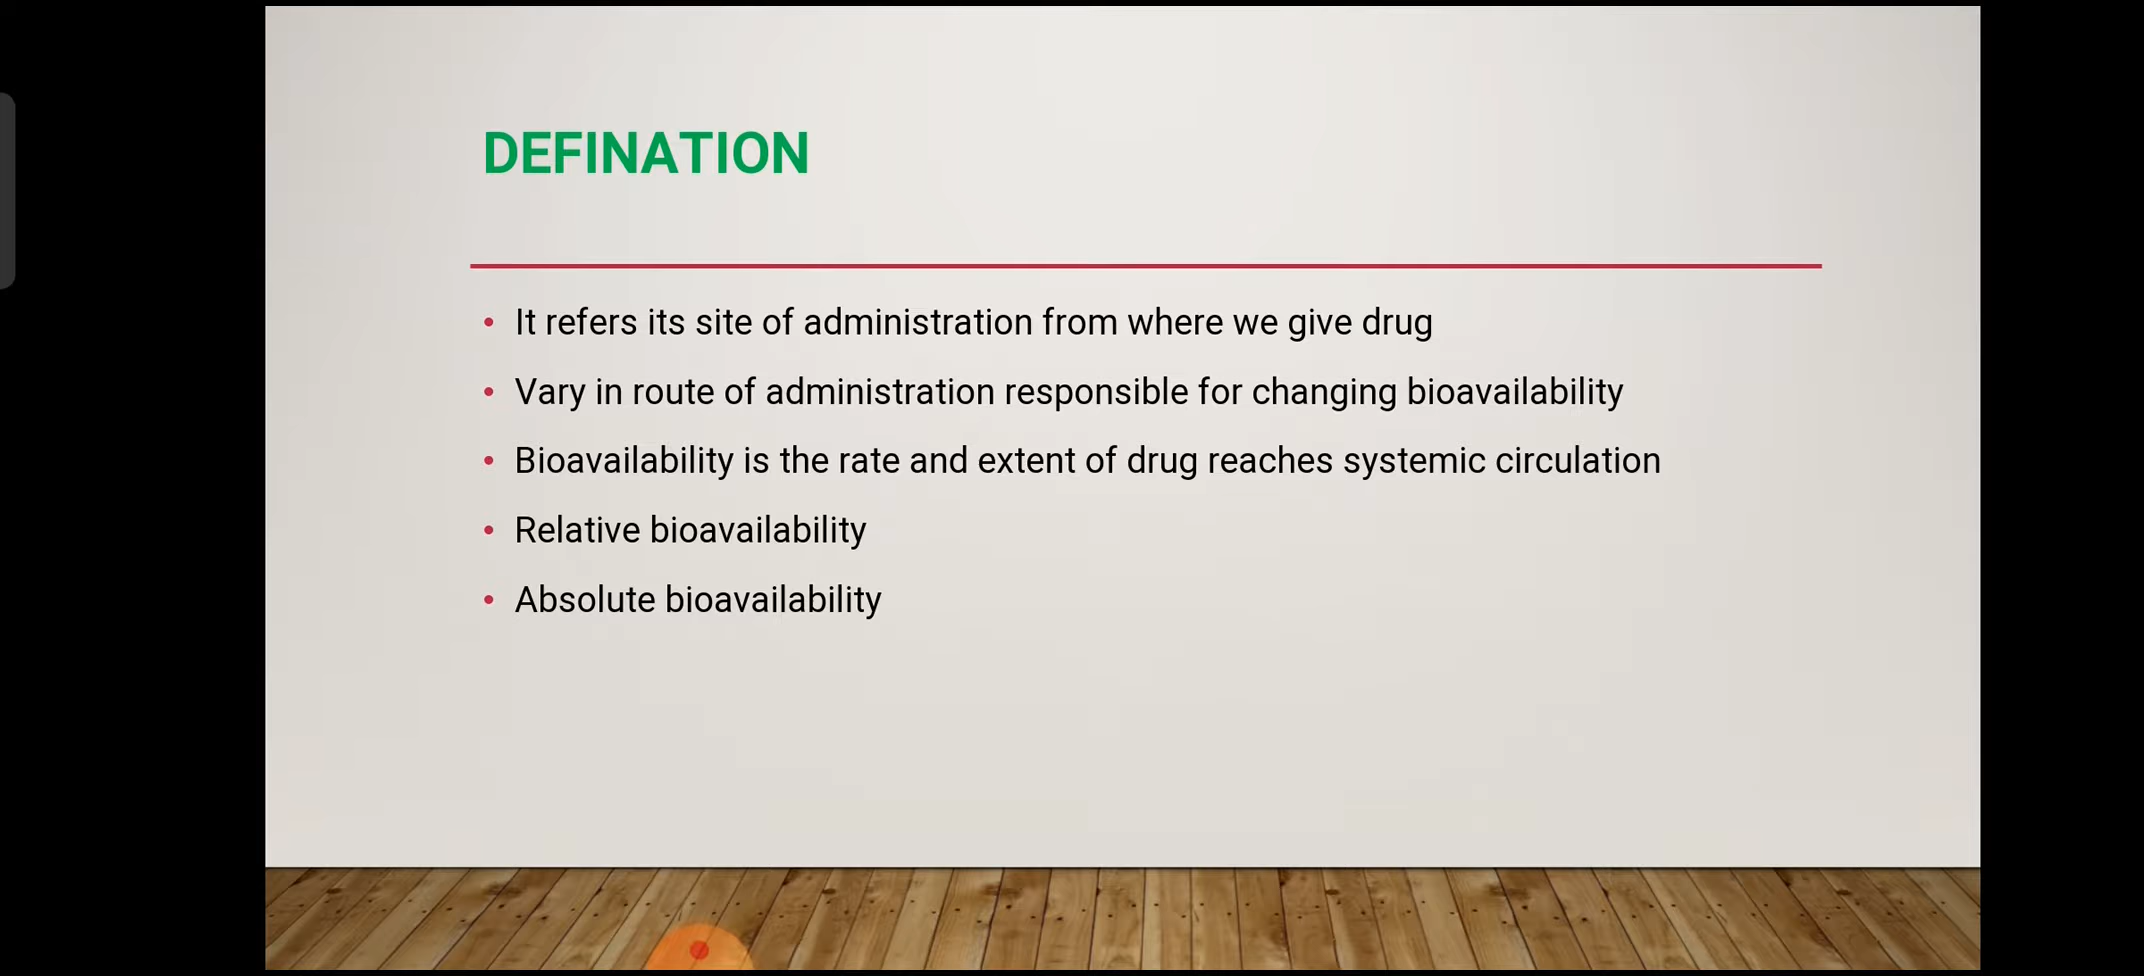 DEFINATION
• It refers its site of administration from where we give drug
• Vary in route of administration responsible for changing bioavailability
• Bioavailability is the rate and extent of drug reaches systemic circulation
• Relative bioavailability
• Absolute bioavailability